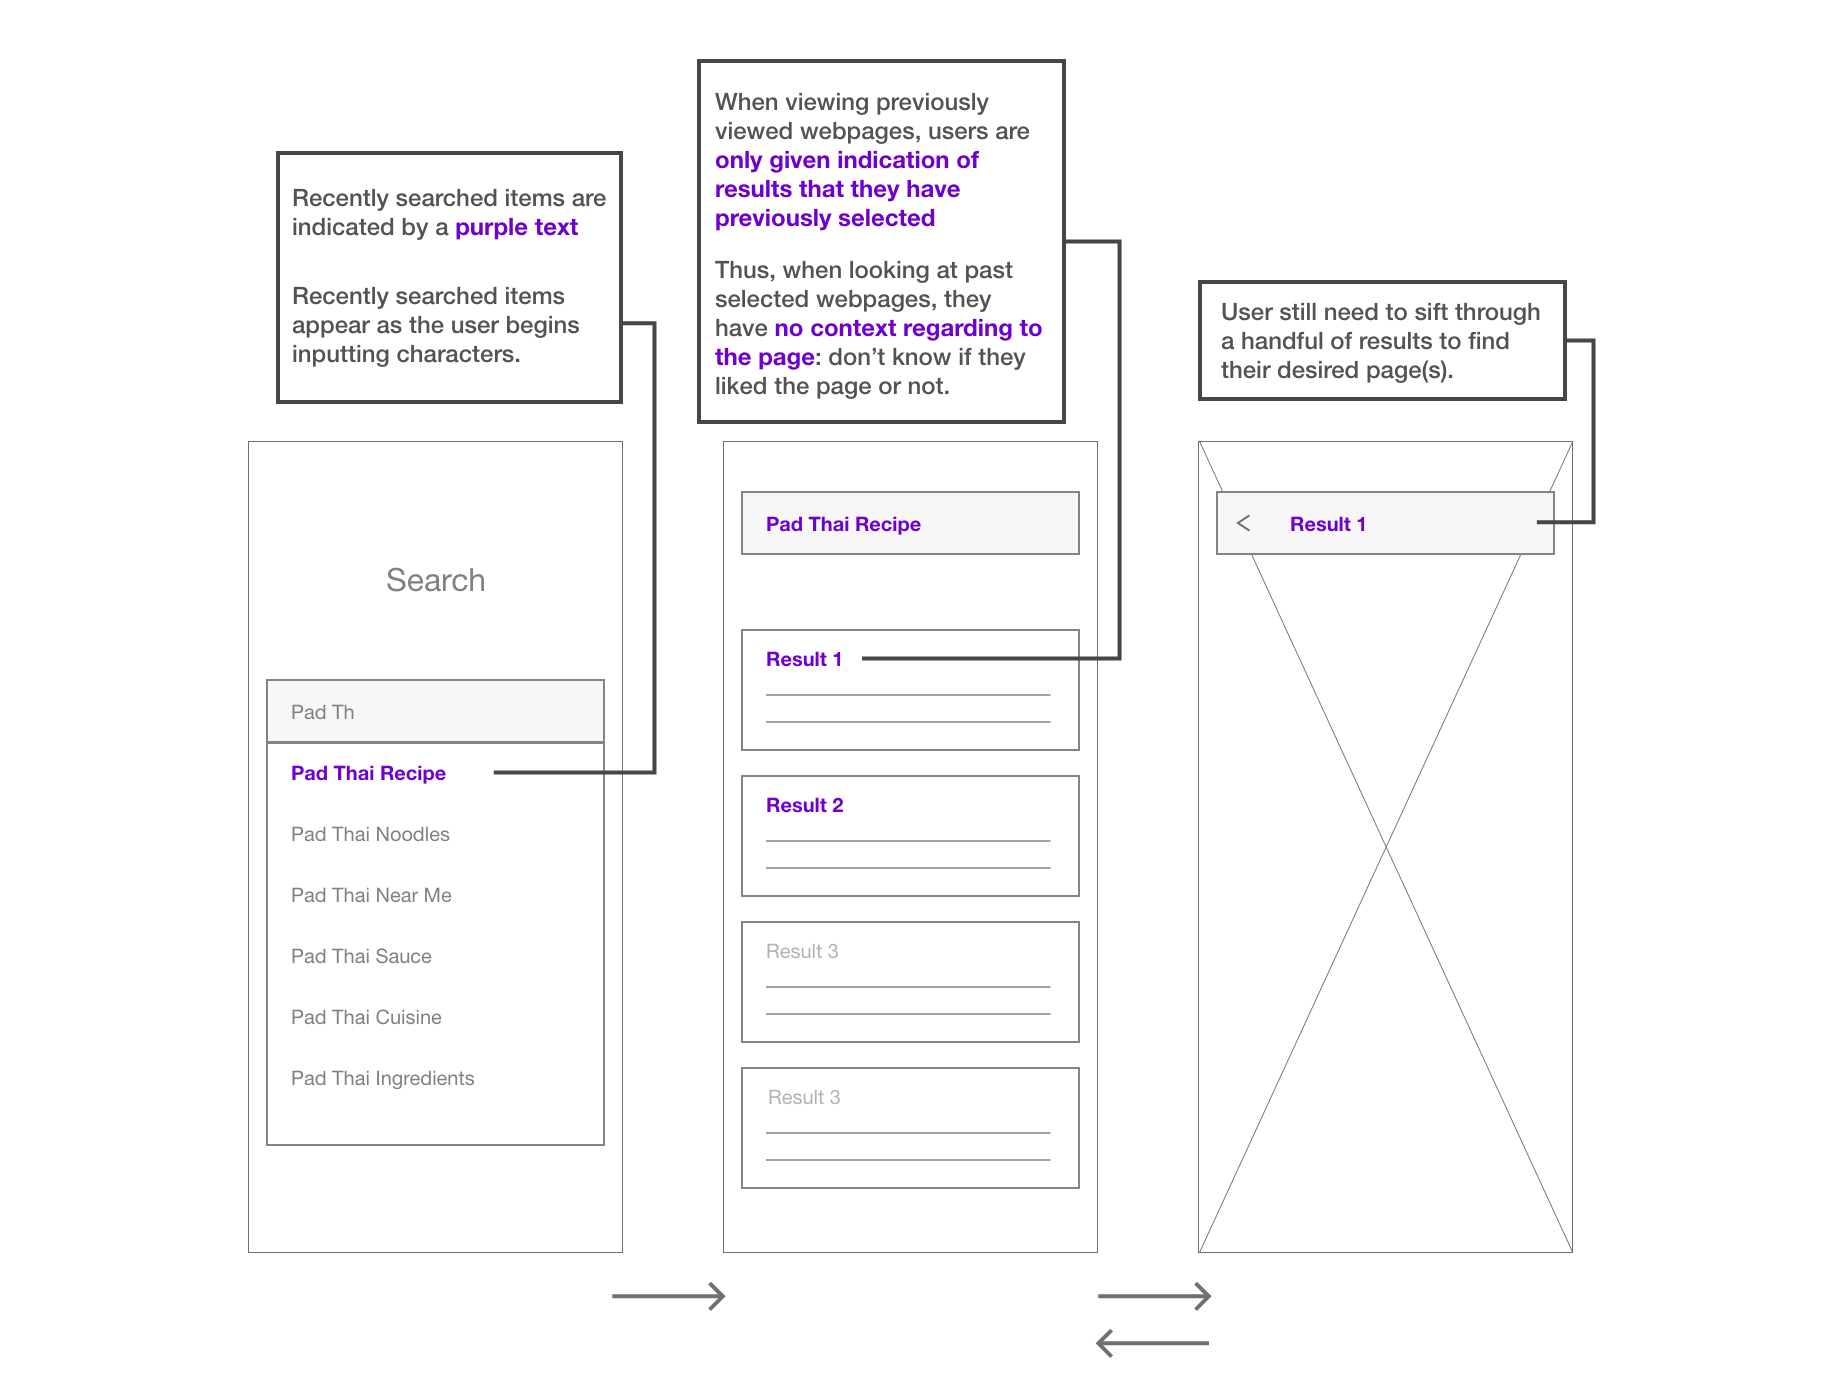 Recently searched items are
indicated by a purple text
Recently searched items
appear as the user begins
inputting characters.
When viewing previously
viewed webpages, users are
only given indication of
results that they have
previously selected
Thus, when looking at past
selected webpages, they
have no context regarding to
the page: don’t know if they
liked the page or not.
User still need to sift through
a handful of results to find
their desired page(s).
Search
Pad Th
Pad Thai Recipe
Pad Thai Noodles
Pad Thai Near Me
Pad Thai Sauce
Pad Thai Cuisine
Pad Thai Ingredients
Pad Thai Recipe
Result 1
Result 2
Result 3
Result 3
< Result 1